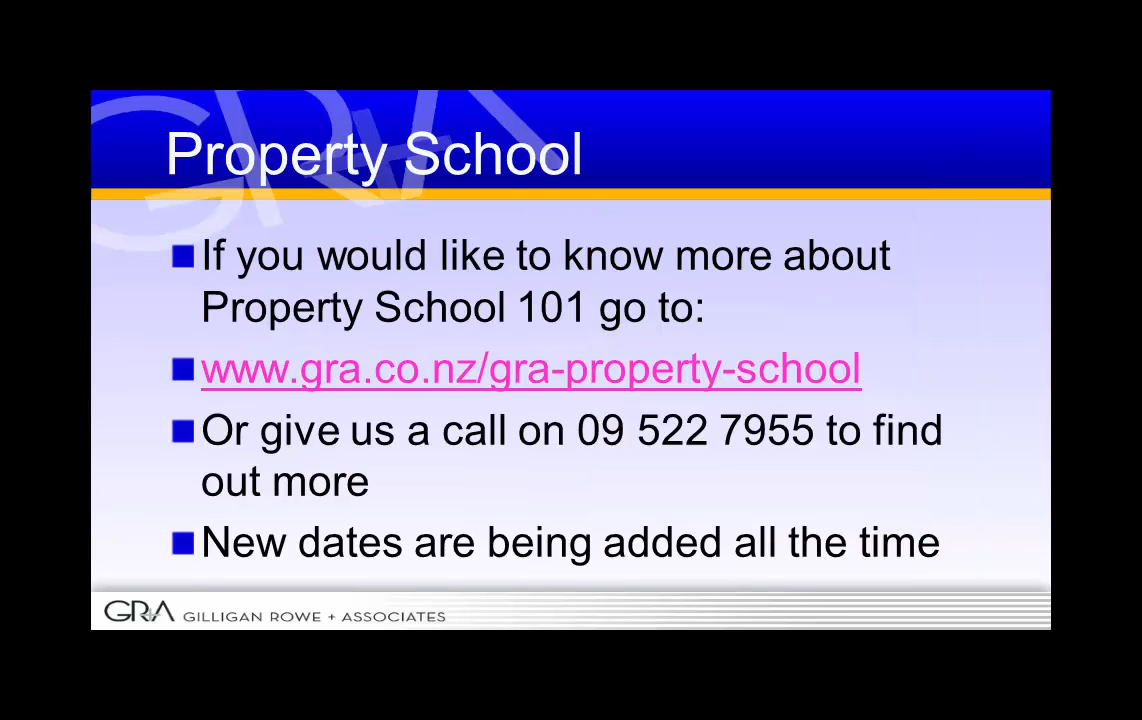 Property School
If you would like to know more about
Property School 101 go to:
www.gra.co.nz/gra-property-school
Or give us a call on 09 522 7955 to find
out more
New dates are being added all the time
GRA GILLIGAN ROWE + ASSOCIATES